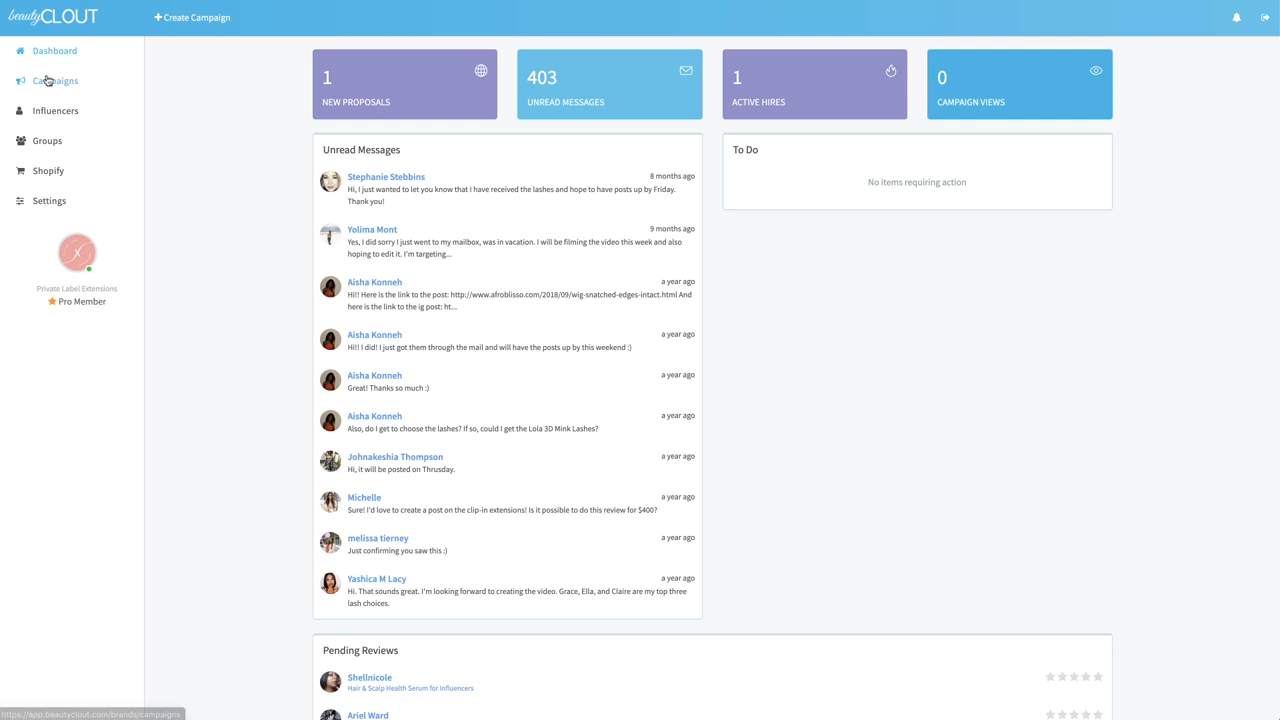 beautyCLOUT
Create Campaign
Dashboard
Campaigns
Influencers
Groups
Shopify
Settings
X
Private Label Extensions
Pro Member
1
NEW PROPOSALS
403
UNREAD MESSAGES
1
ACTIVE HIRES
0
CAMPAIGN VIEWS
Unread Messages
Stephanie Stebbins
8 months ago
Hi, I just wanted to let you know that I have received the lashes and hope to have posts up by Friday.
Thank you!
Yolima Mont
9 months ago
Yes, I did sorry I just went to my mailbox, was in vacation. I will be filming the video this week and also
hoping to edit it. I'm targeting...
Aisha Konneh
a year ago
Hi!! Here is the link to the post: http://www.afroblisso.com/2018/09/wig-snatched-edges-intact.html And
here is the link to the ig post: ht...
Aisha Konneh
a year ago
Hi!! I did! I just got them through the mail and will have the posts up by this weekend :)
Aisha Konneh
a year ago
Great! Thanks so much :)
Aisha Konneh
a year ago
Also, do I get to choose the lashes? If so, could I get the Lola 3D Mink Lashes?
Johnakeshia Thompson
a year ago
Hi, it will be posted on Thrusday.
Michelle
a year ago
Sure! I'd love to create a post on the clip-in extensions! Is it possible to do this review for $400?
melissa tierney
a year ago
Just confirming you saw this :)
Yashica M Lacy
a year ago
Hi. That sounds great. I'm looking forward to creating the video. Grace, Ella, and Claire are my top three
lash choices.
To Do
No items requiring action
Pending Reviews
Shellnicole
Hair & Scalp Health Serum for Influencers
Ariel Ward
https://app.beautyclout.com/brands/campaigns